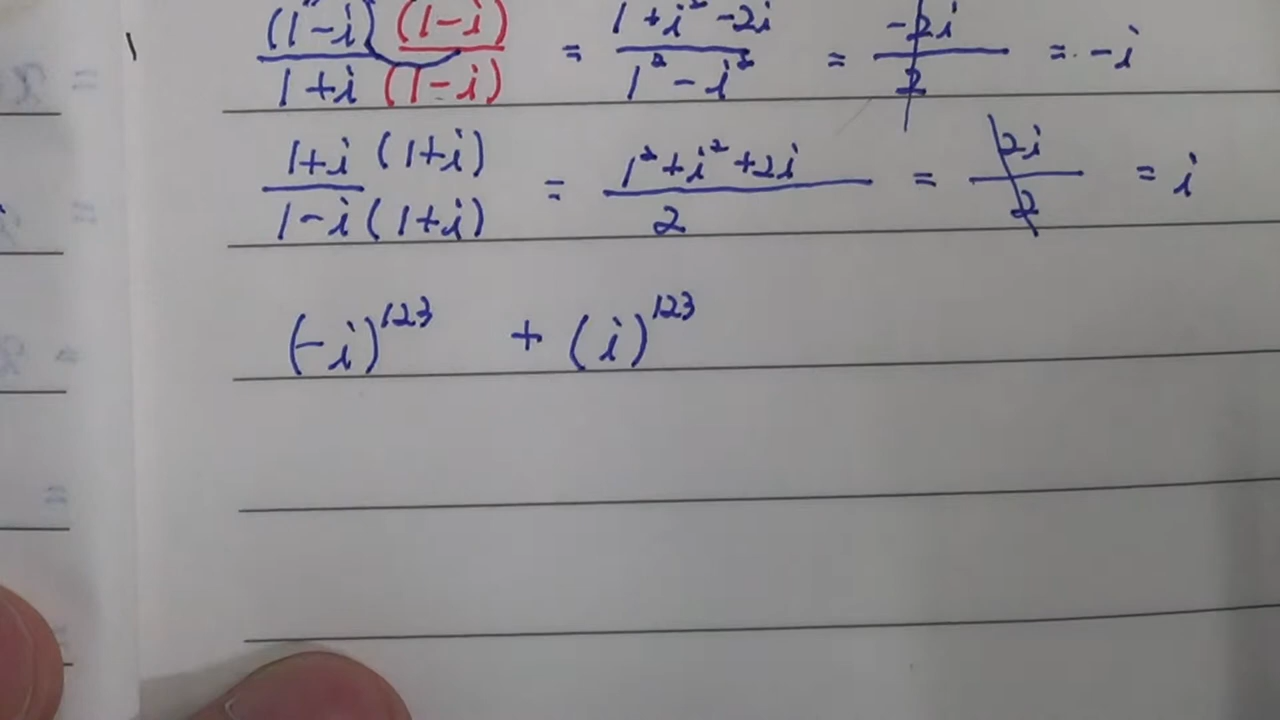 (1-i) (1-i) / 1+i (1-i) = 1+i²-2i / 1²-i² = -2i / 2 = -i
1+i (1+i) / 1-i (1+i) = 1²+i²+2i / 2 = 2i / 2 = i
(-i)¹²³ + (i)¹²³